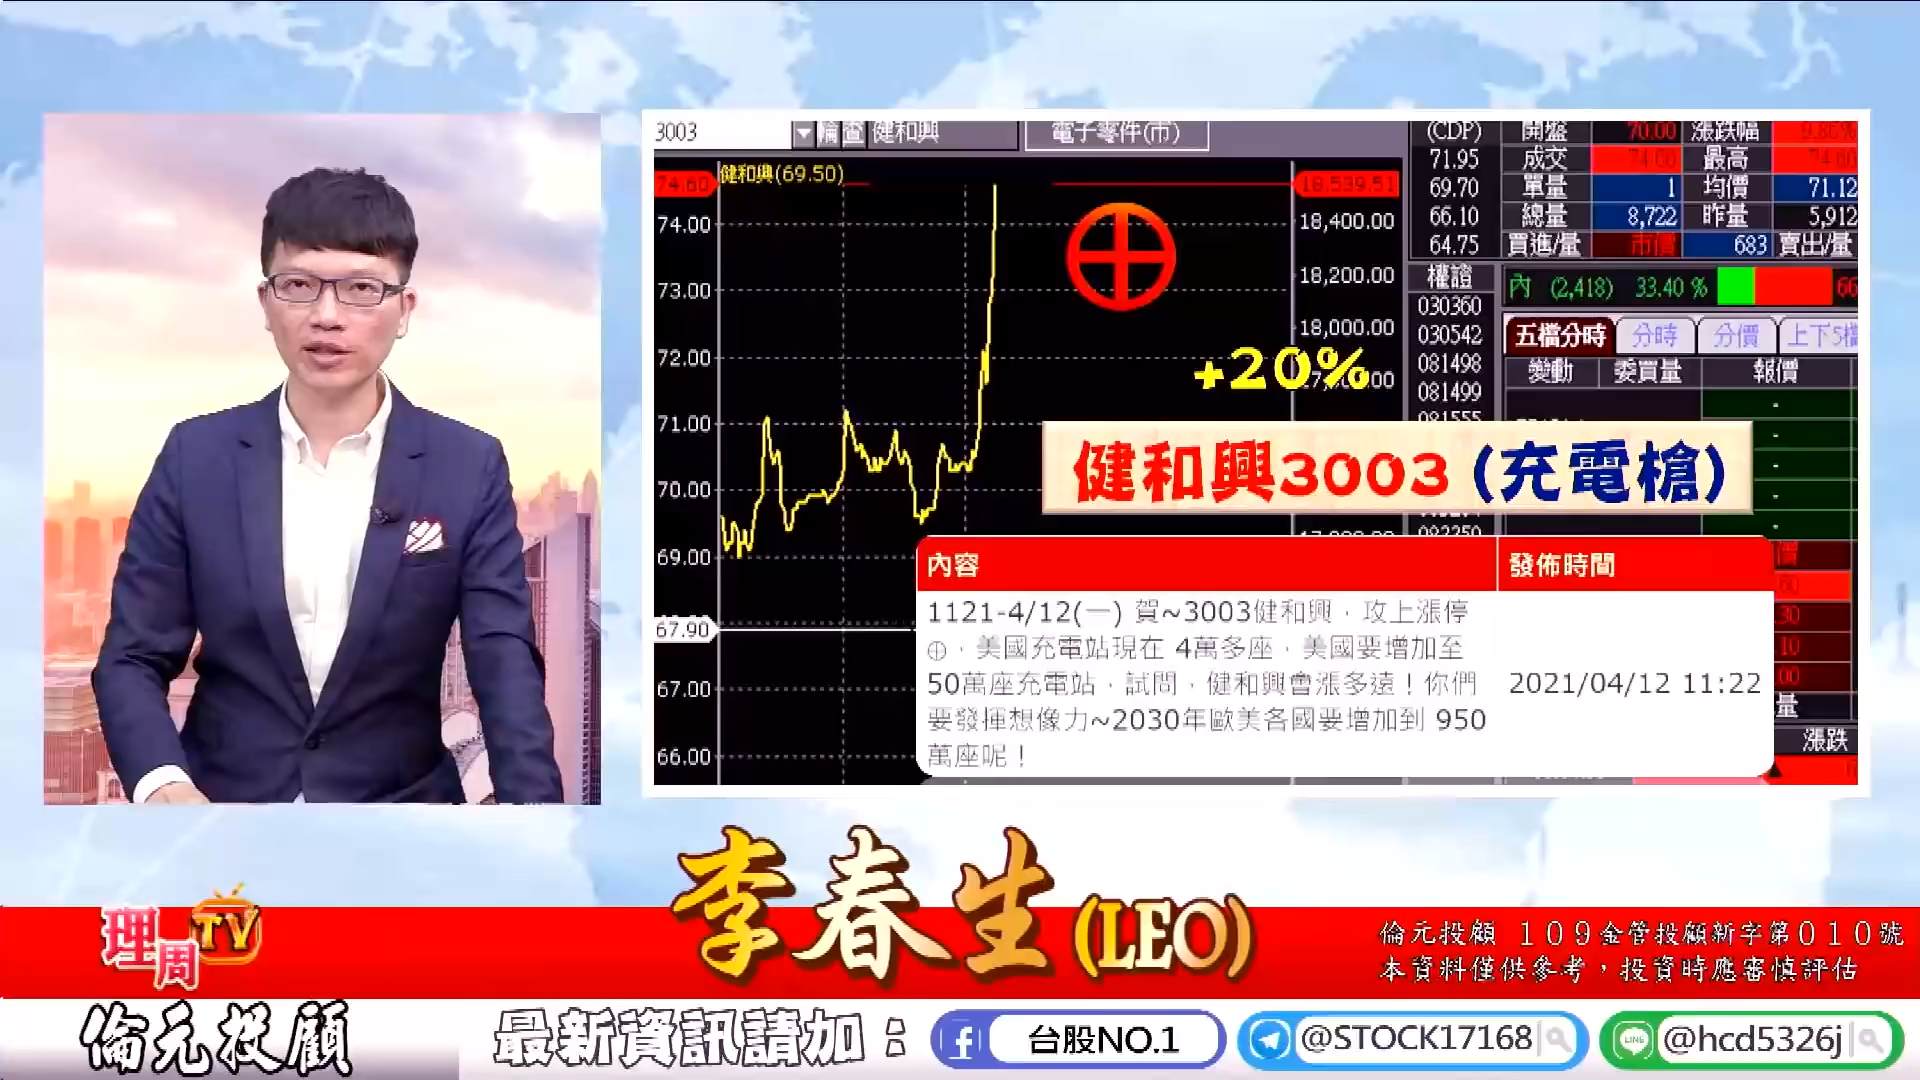 3003
健和興
電子零件(市)
健和興(69.50)
74.60
74.00
73.00
72.00
71.00
70.00
69.00
67.90
67.00
66.00
18,539.51
18,400.00
18,200.00
18,000.00
(CDP)
71.95
69.70
66.10
64.75
權證
030360
030542
081498
081499
081555
082250
開盤 70.00 漲跌幅 9.86%
成交 74.60 最高 74.60
單量 1 均價 71.12
總量 8,722 昨量 5,912
買進/量 市價 683 賣出/量
內 (2,418) 33.40 % 66
五檔分時 分時 分價 上下5檔
變動 委買量 報價
+20%
健和興3003 (充電槍)
內容 發佈時間
1121-4/12(一) 賀~3003健和興，攻上漲停
⊕，美國充電站現在 4萬多座，美國要增加至
50萬座充電站，試問，健和興會漲多遠！你們
要發揮想像力~2030年歐美各國要增加到 950
萬座呢！
2021/04/12 11:22
漲跌
李春生(LEO)
理周TV
倫元投顧 109金管投顧新字第010號
本資料僅供參考，投資時應審慎評估
倫元投顧
最新資訊請加：
台股NO.1
@STOCK17168
LINE
@hcd5326j